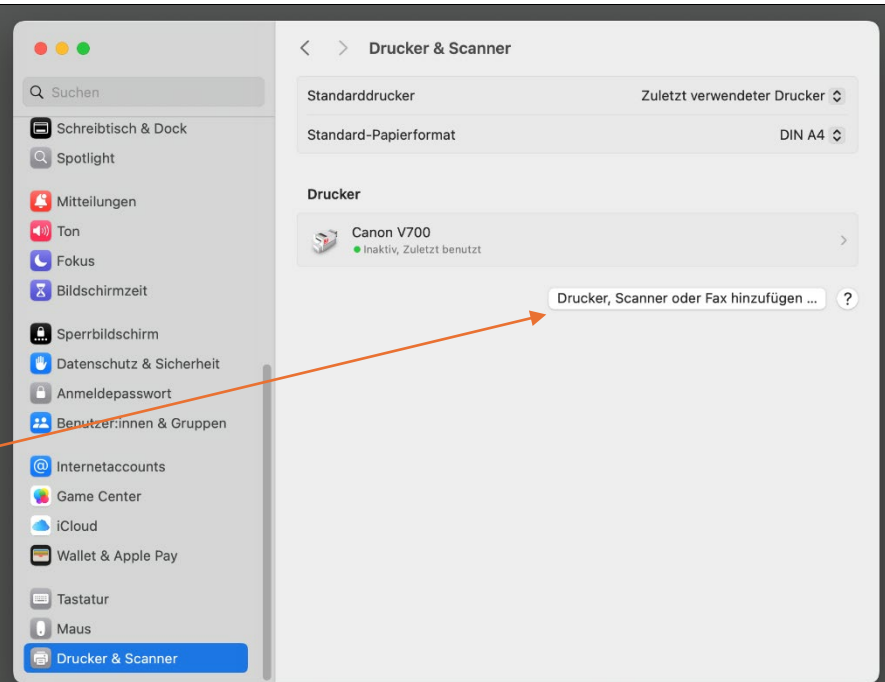 Suchen
Schreibtisch & Dock
Spotlight
Mitteilungen
Ton
Fokus
Bildschirmzeit
Sperrbildschirm
Datenschutz & Sicherheit
Anmeldepasswort
Benutzer:innen & Gruppen
Internetaccounts
Game Center
iCloud
Wallet & Apple Pay
Tastatur
Maus
Drucker & Scanner
Drucker & Scanner
Standarddrucker Zuletzt verwendeter Drucker
Standard-Papierformat DIN A4
Drucker
Canon V700
Inaktiv, Zuletzt benutzt
Drucker, Scanner oder Fax hinzufügen ... ?